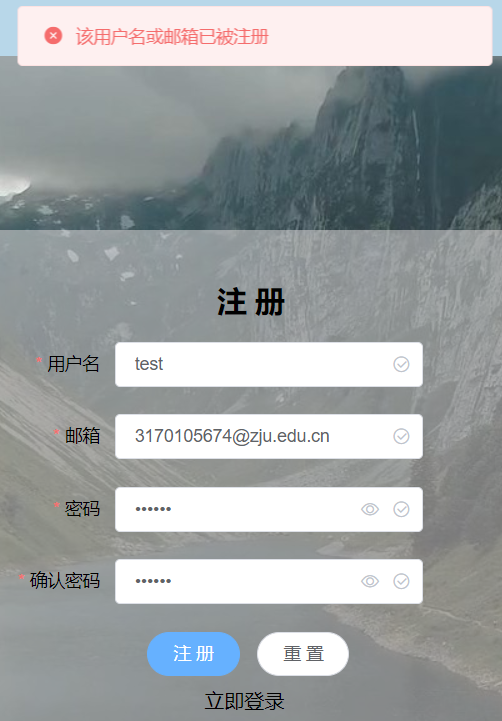 该用户名或邮箱已被注册
注 册
* 用户名 test
* 邮箱 3170105674@zju.edu.cn
* 密码 ••••••
* 确认密码 ••••••
注 册 重 置
立即登录